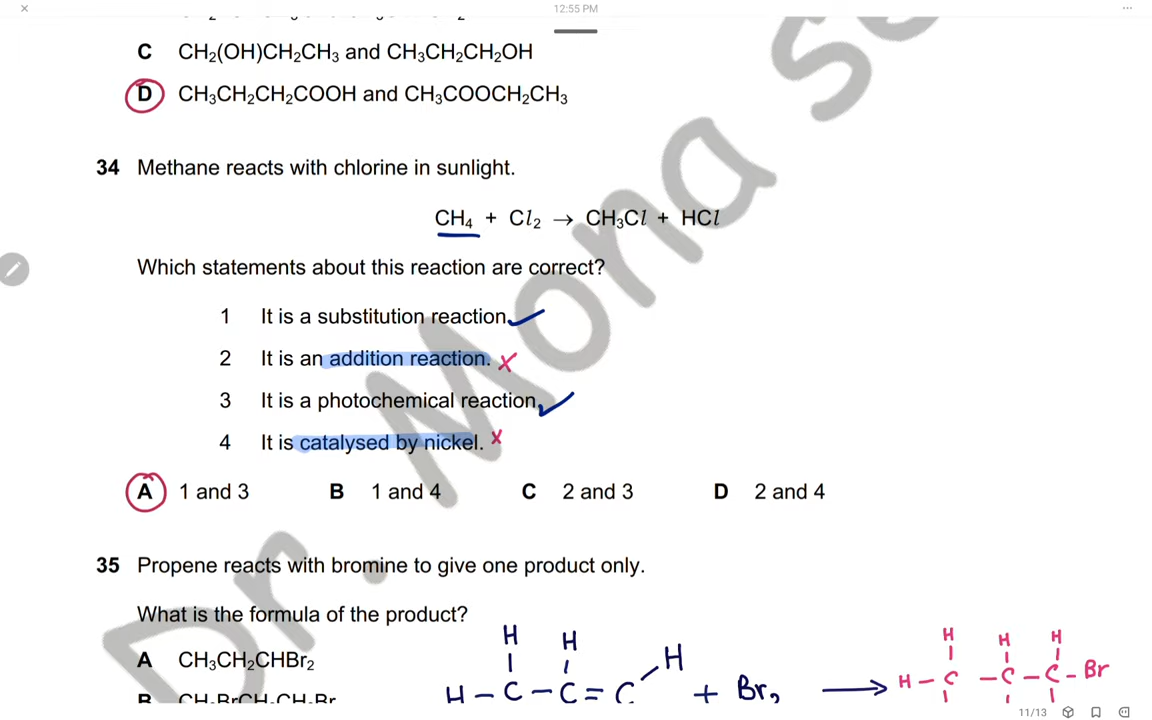 12:55 PM
C CH₂(OH)CH₂CH₃ and CH₃CH₂CH₂OH
D CH₃CH₂CH₂COOH and CH₃COOCH₂CH₃
34 Methane reacts with chlorine in sunlight.
CH₄ + Cl₂ → CH₃Cl + HCl
Which statements about this reaction are correct?
1 It is a substitution reaction.
2 It is an addition reaction.
3 It is a photochemical reaction.
4 It is catalysed by nickel.
A 1 and 3 B 1 and 4 C 2 and 3 D 2 and 4
35 Propene reacts with bromine to give one product only.
What is the formula of the product?
H H H H H H
A CH₃CH₂CHBr₂
H – C – C = C H + Br₂ → H – C – C – C – Br
11/13
Dr. Mona